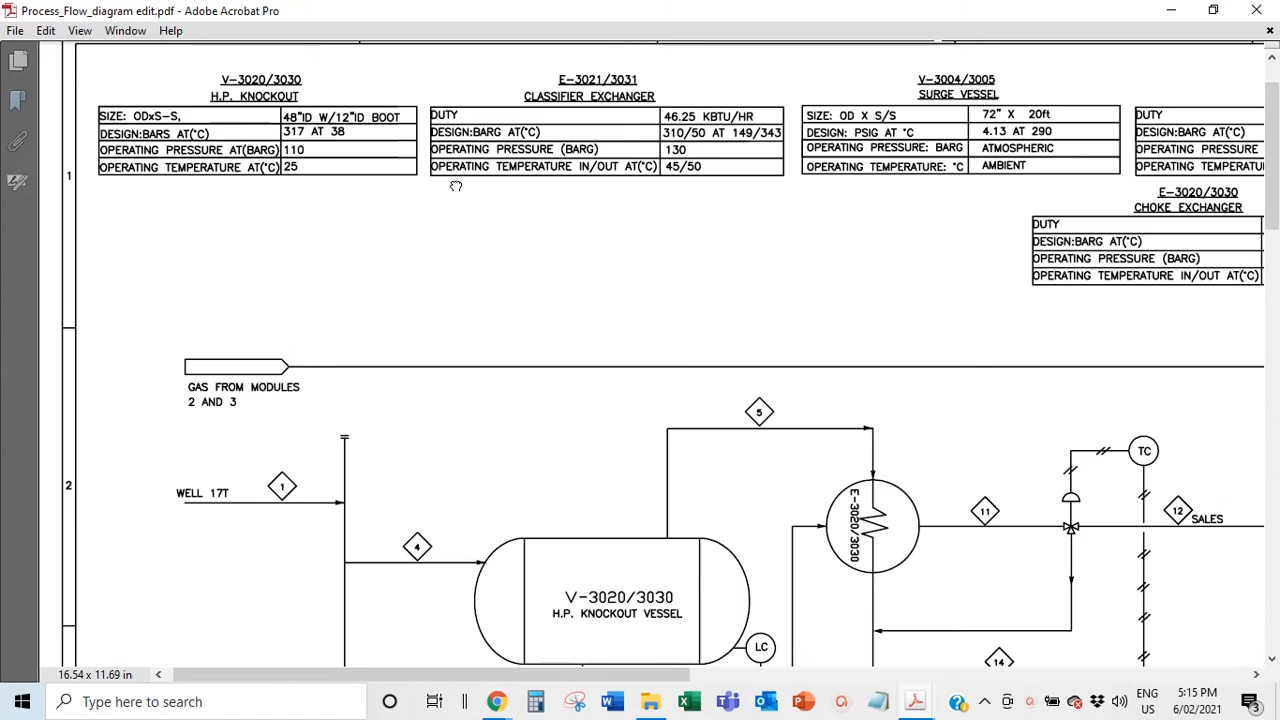 Process_Flow_diagram edit.pdf - Adobe Acrobat Pro
File Edit View Window Help
V-3020/3030
H.P. KNOCKOUT
SIZE: ODxS-S, 48"ID W/12"ID BOOT
DESIGN:BARS AT(°C) 317 AT 38
OPERATING PRESSURE AT(BARG) 110
OPERATING TEMPERATURE AT(°C) 25
E-3021/3031
CLASSIFIER EXCHANGER
DUTY 46.25 KBTU/HR
DESIGN:BARG AT(°C) 310/50 AT 149/343
OPERATING PRESSURE (BARG) 130
OPERATING TEMPERATURE IN/OUT AT(°C) 45/50
V-3004/3005
SURGE VESSEL
SIZE: OD X S/S 72" X 20ft
DESIGN: PSIG AT °C 4.13 AT 290
OPERATING PRESSURE: BARG ATMOSPHERIC
OPERATING TEMPERATURE: °C AMBIENT
DUTY
DESIGN:BARG AT(°C)
OPERATING PRESSURE
OPERATING
E-3020/3030
CHOKE EXCHANGER
DUTY
DESIGN:BARG AT(°C)
OPERATING PRESSURE (BARG)
OPERATING TEMPERATURE IN/OUT AT(°C)
1
GAS FROM MODULES
2 AND 3
5
TC
2
WELL 17T
1
E-3020/3030
11
12
SALES
4
V-3020/3030
H.P. KNOCKOUT VESSEL
LC
14
16.54 x 11.69 in
Type here to search
ENG
US
5:15 PM
6/02/2021
3